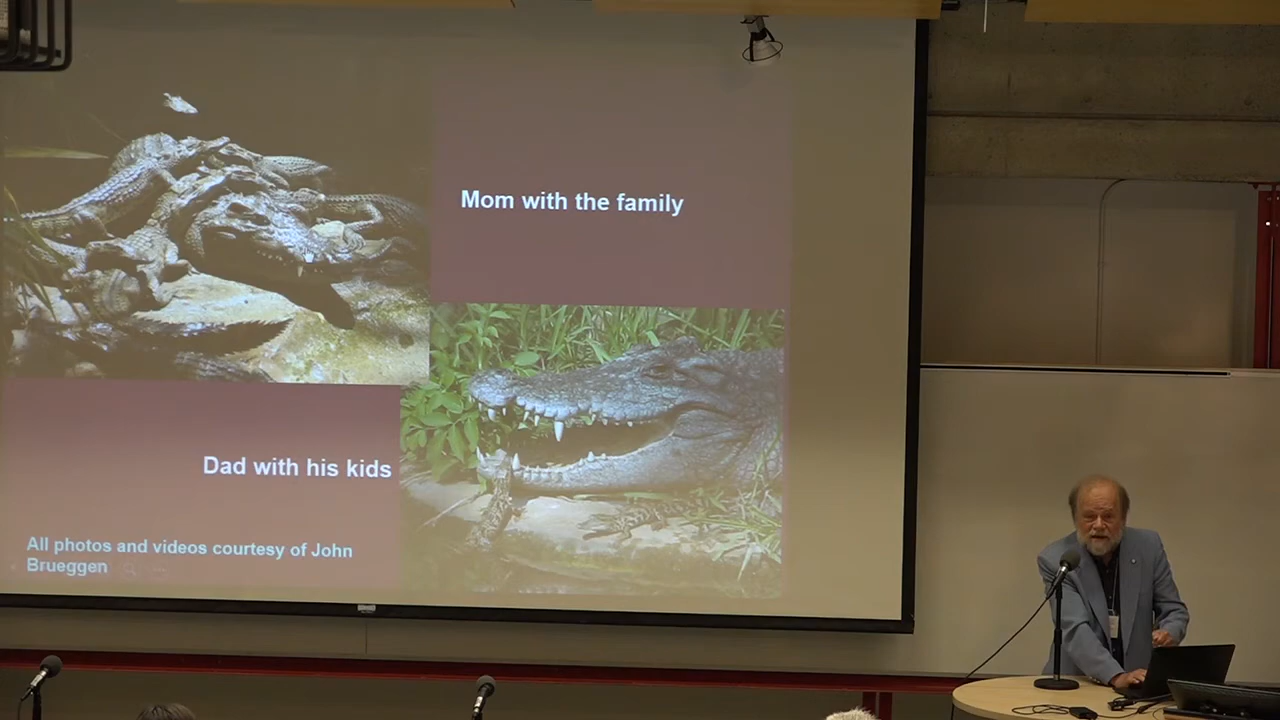 Mom with the family
Dad with his kids
All photos and videos courtesy of John
Brueggen